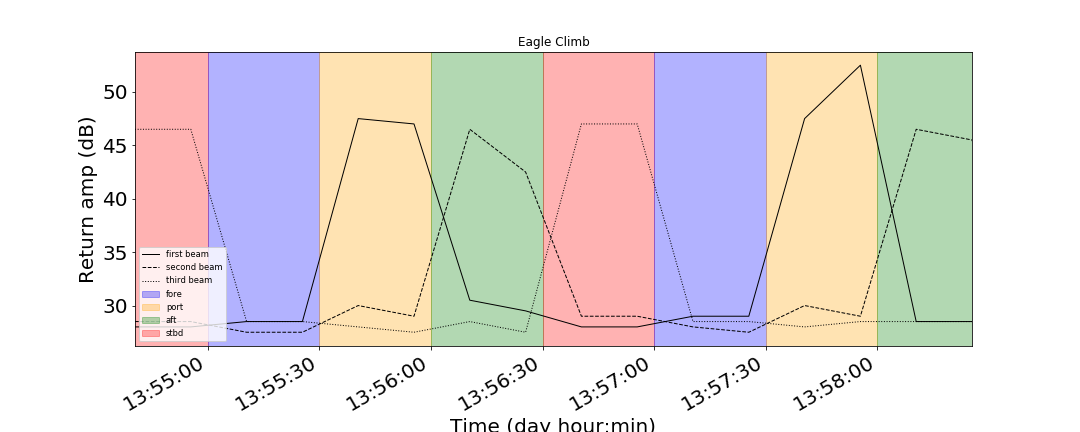 Eagle Climb
Return amp (dB)
50
45
40
35
30
first beam
second beam
third beam
fore
port
aft
stbd
13:55:00
13:55:30
13:56:00
13:56:30
13:57:00
13:57:30
13:58:00
Time (day hour:min)